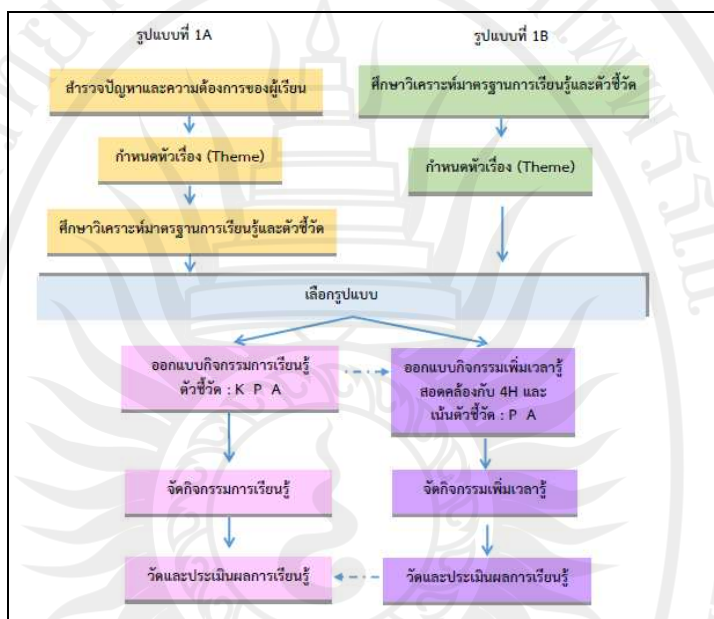 รูปแบบที่ 1A
รูปแบบที่ 1B
สำรวจปัญหาและความต้องการของผู้เรียน
ศึกษาวิเคราะห์มาตรฐานการเรียนรู้และตัวชี้วัด
กำหนดหัวเรื่อง (Theme)
กำหนดหัวเรื่อง (Theme)
ศึกษาวิเคราะห์มาตรฐานการเรียนรู้และตัวชี้วัด
เลือกรูปแบบ
ออกแบบกิจกรรมการเรียนรู้
ตัวชี้วัด : K P A
ออกแบบกิจกรรมเพิ่มเวลารู้
สอดคล้องกับ 4H และ
เน้นตัวชี้วัด : P A
จัดกิจกรรมการเรียนรู้
จัดกิจกรรมเพิ่มเวลารู้
วัดและประเมินผลการเรียนรู้
วัดและประเมินผลการเรียนรู้